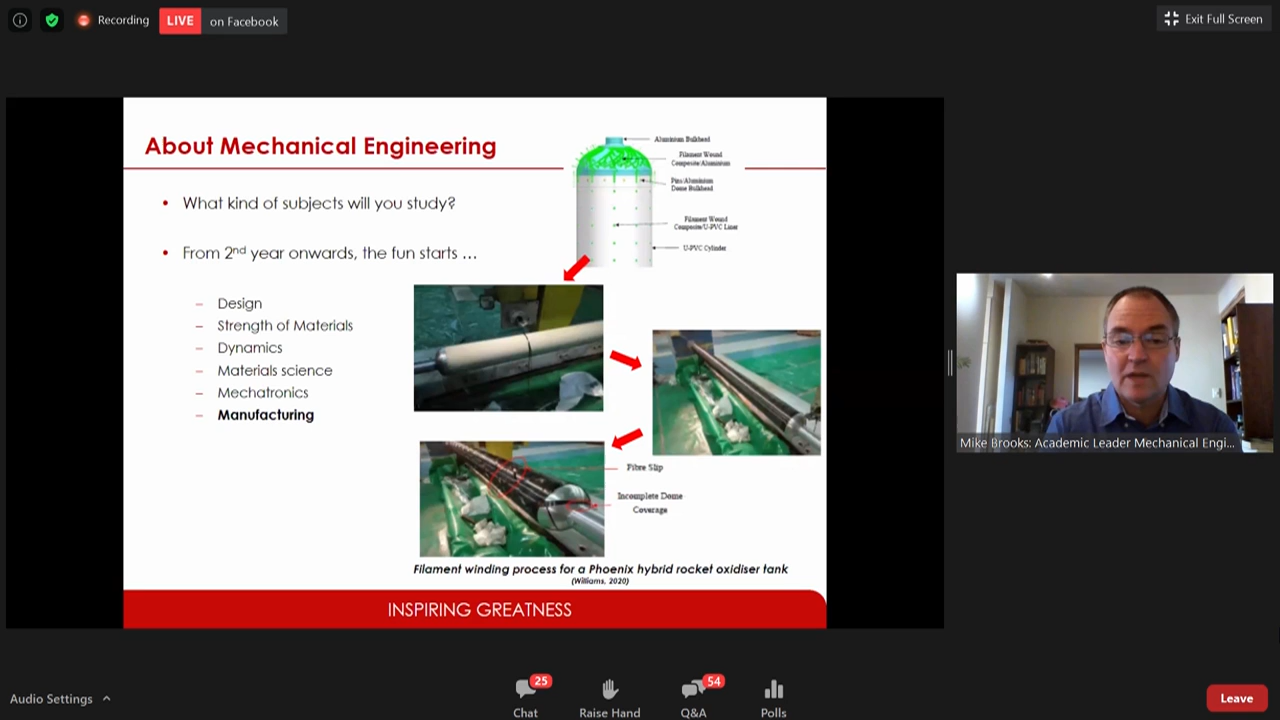 Recording
LIVE
on Facebook
Exit Full Screen
About Mechanical Engineering
Aluminium Bulkhead
Filament Wound
Composite/Aluminium
Pins/Aluminium
Dome Bulkhead
Filament Wound
Composite/U-PVC Liner
U-PVC Cylinder
• What kind of subjects will you study?
• From 2nd year onwards, the fun starts ...
– Design
– Strength of Materials
– Dynamics
– Materials science
– Mechatronics
– Manufacturing
Fibre Slip
Incomplete Dome
Coverage
Filament winding process for a Phoenix hybrid rocket oxidiser tank
(Williams, 2020)
INSPIRING GREATNESS
Mike Brooks: Academic Leader Mechanical Engi...
Audio Settings
25
Chat
Raise Hand
54
Q&A
Polls
Leave